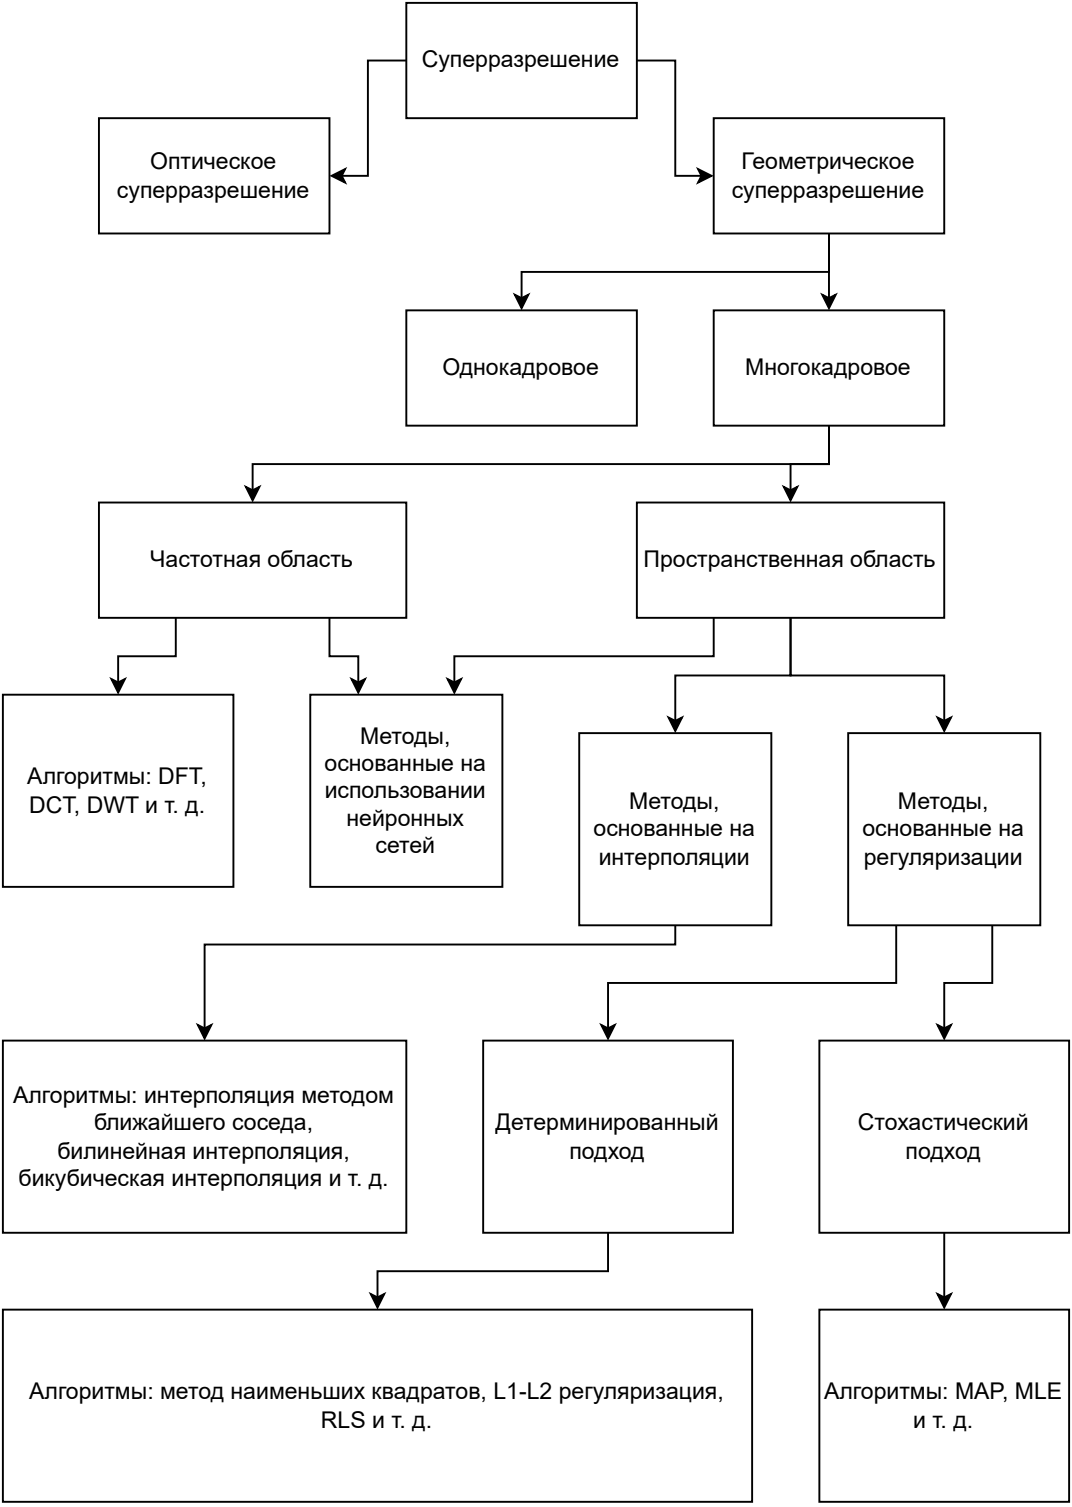 Суперразрешение
Оптическое
суперразрешение
Геометрическое
суперразрешение
Однокадровое
Многокадровое
Частотная область
Пространственная область
Алгоритмы: DFT,
DCT, DWT и т. д.
Методы,
основанные на
использовании
нейронных
сетей
Методы,
основанные на
интерполяции
Методы,
основанные на
регуляризации
Алгоритмы: интерполяция методом
ближайшего соседа,
билинейная интерполяция,
бикубическая интерполяция и т. д.
Детерминированный
подход
Стохастический
подход
Алгоритмы: метод наименьших квадратов, L1-L2 регуляризация,
RLS и т. д.
Алгоритмы: MAP, MLE
и т. д.